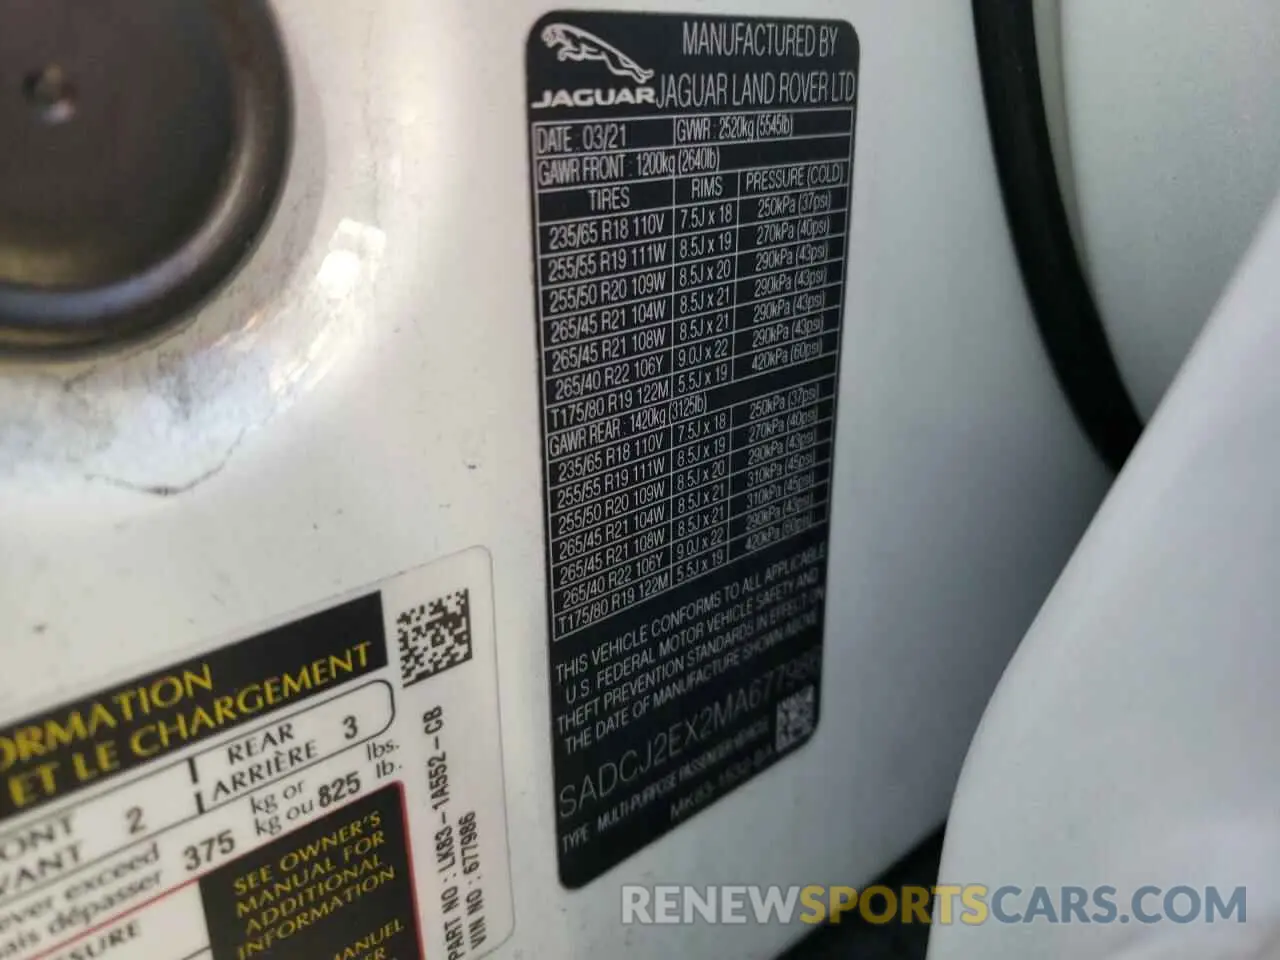 JAGUAR
MANUFACTURED BY
JAGUAR LAND ROVER LTD
DATE : 03/21 GVWR : 2520kg (5545lb)
GAWR FRONT : 1200kg (2640lb)
TIRES RIMS PRESSURE (COLD)
235/65 R18 110V 7.5J x 18 250kPa (37psi)
255/55 R19 111W 8.5J x 19 270kPa (40psi)
255/50 R20 109W 8.5J x 20 290kPa (43psi)
265/45 R21 104W 8.5J x 21 290kPa (43psi)
265/45 R21 108W 8.5J x 21 290kPa (43psi)
265/40 R22 106Y 9.0J x 22 290kPa (43psi)
T175/80 R19 122M 5.5J x 19 420kPa (60psi)
GAWR REAR : 1420kg (3125lb)
235/65 R18 110V 7.5J x 18 250kPa (37psi)
255/55 R19 111W 8.5J x 19 270kPa (40psi)
255/50 R20 109W 8.5J x 20 290kPa (43psi)
265/45 R21 104W 8.5J x 21 310kPa (45psi)
265/45 R21 108W 8.5J x 21 310kPa (45psi)
265/40 R22 106Y 9.0J x 22 290kPa (43psi)
T175/80 R19 122M 5.5J x 19 420kPa (60psi)
THIS VEHICLE CONFORMS TO ALL APPLICABLE
U.S. FEDERAL MOTOR VEHICLE SAFETY AND
THEFT PREVENTION STANDARDS IN EFFECT ON
THE DATE OF MANUFACTURE SHOWN ABOVE
SADCJ2EX2MA677986
TYPE MULTI-PURPOSE PASSENGER VEHICLE
ORMATION
ET LE CHARGEMENT
ONT 2 REAR 3
VANT ARRIÈRE
ever exceed 375 kg or 825 lbs.
ais dépasser kg ou lb.
SSURE
SEE OWNER'S
MANUAL FOR
ADDITIONAL
INFORMATION
MANUEL
PART NO : LK83-1A552-CB
VIN NO : 677986
RENEWSPORTSCARS.COM